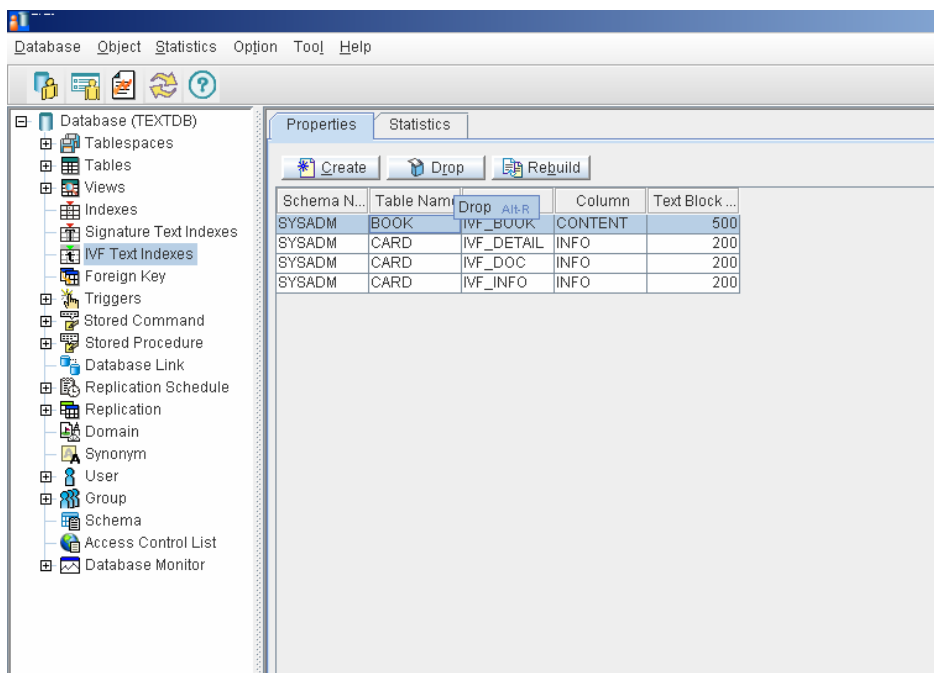 Database Object Statistics Option Tool Help
Database (TEXTDB)
Tablespaces
Tables
Views
Indexes
Signature Text Indexes
IVF Text Indexes
Foreign Key
Triggers
Stored Command
Stored Procedure
Database Link
Replication Schedule
Replication
Domain
Synonym
User
Group
Schema
Access Control List
Database Monitor
Properties Statistics
Create Drop Rebuild
Schema N... Table Nam Column Text Block ...
Drop Alt-R
SYSADM BOOK IVF_BOOK CONTENT 500
SYSADM CARD IVF_DETAIL INFO 200
SYSADM CARD IVF_DOC INFO 200
SYSADM CARD IVF_INFO INFO 200